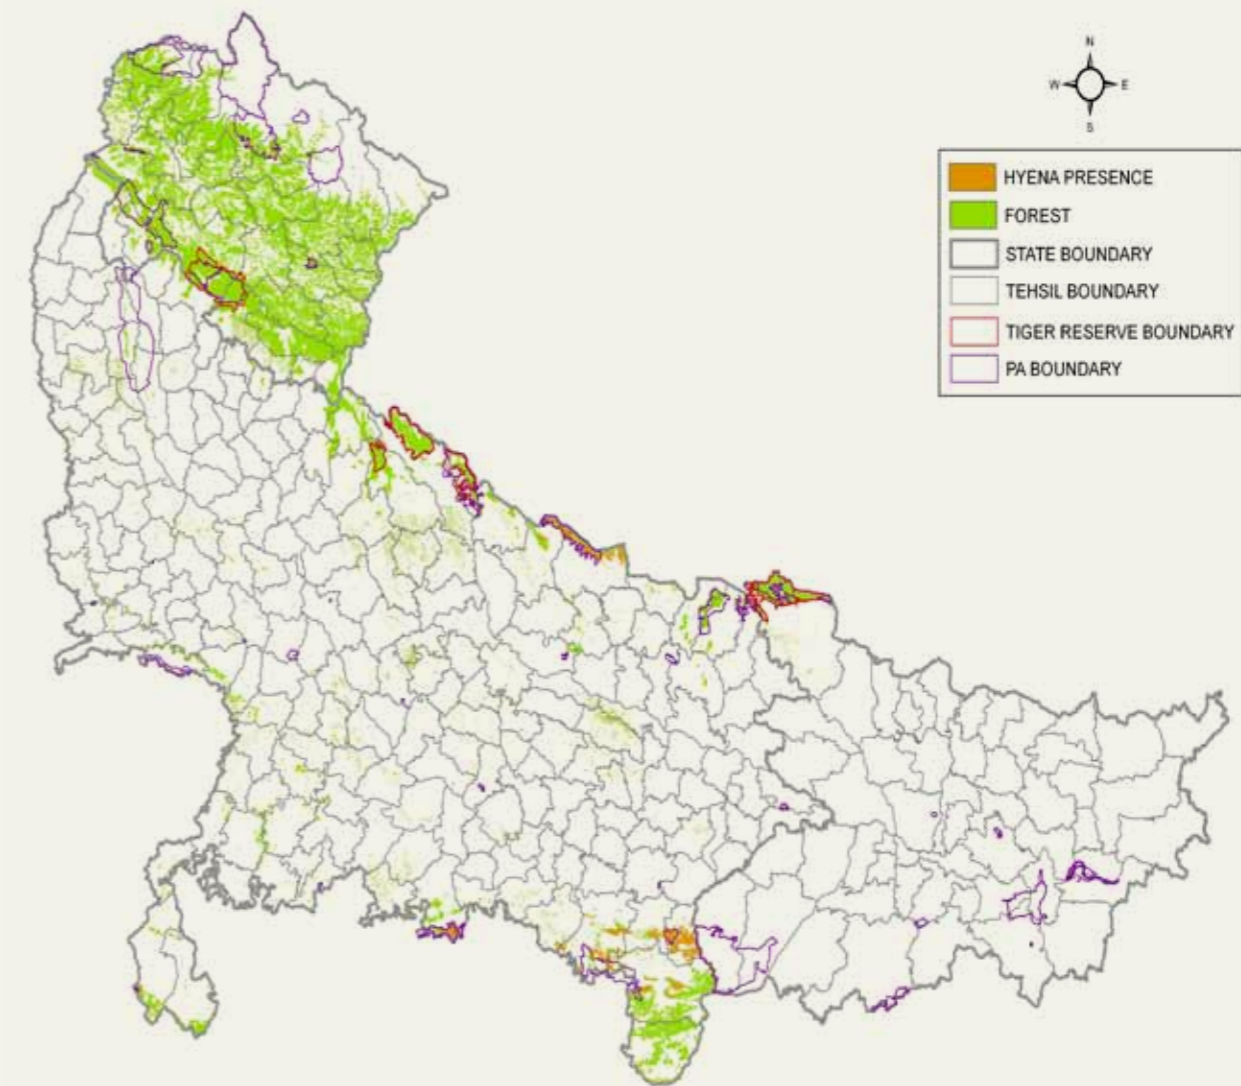 N
W E
S
HYENA PRESENCE
FOREST
STATE BOUNDARY
TEHSIL BOUNDARY
TIGER RESERVE BOUNDARY
PA BOUNDARY